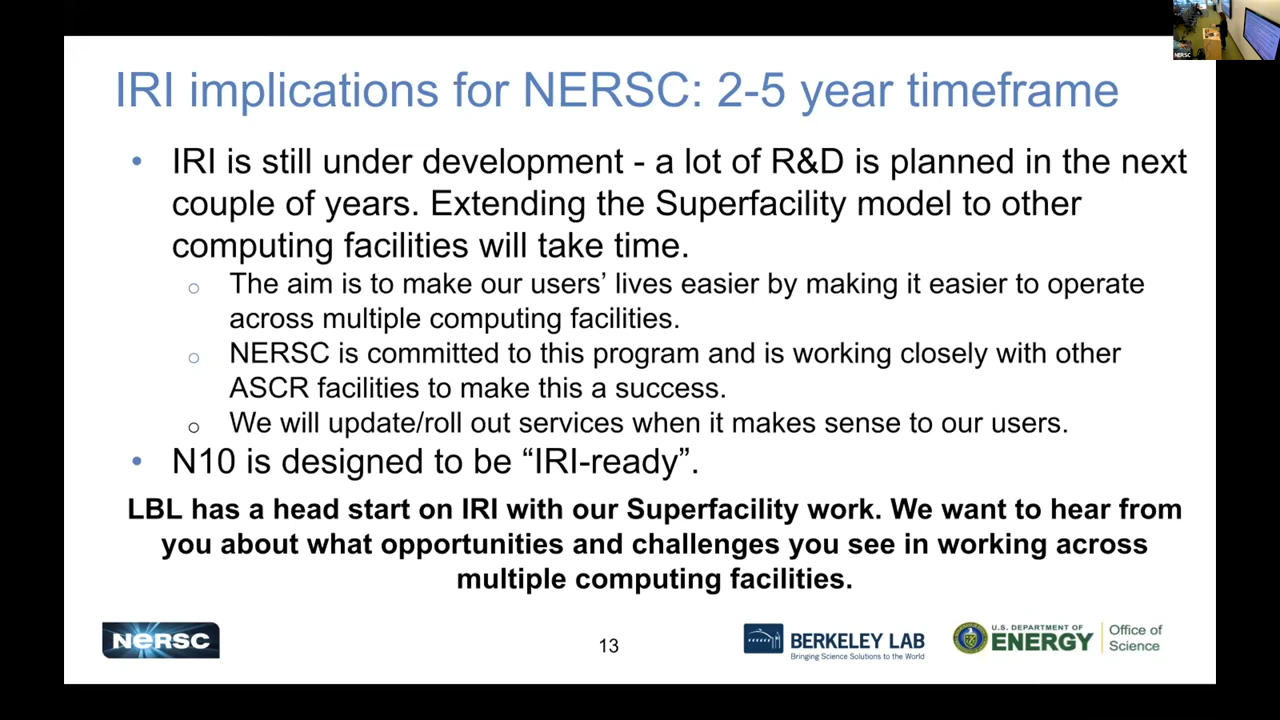 NERSC
IRI implications for NERSC: 2-5 year timeframe
• IRI is still under development - a lot of R&D is planned in the next
couple of years. Extending the Superfacility model to other
computing facilities will take time.
○ The aim is to make our users’ lives easier by making it easier to operate
across multiple computing facilities.
○ NERSC is committed to this program and is working closely with other
ASCR facilities to make this a success.
○ We will update/roll out services when it makes sense to our users.
• N10 is designed to be “IRI-ready”.
LBL has a head start on IRI with our Superfacility work. We want to hear from
you about what opportunities and challenges you see in working across
multiple computing facilities.
NERSC
13
BERKELEY LAB
Bringing Science Solutions to the World
U.S. DEPARTMENT OF
ENERGY
Office of
Science